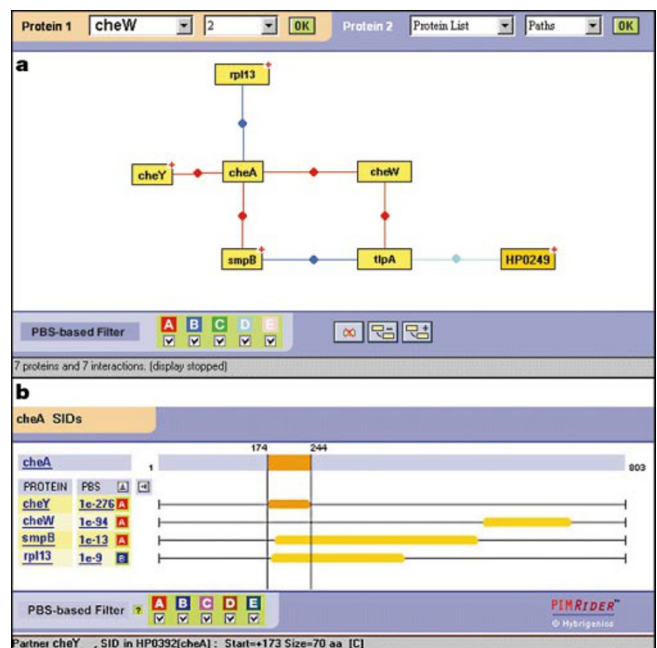 Protein 1 cheW 2 OK Protein 2 Protein List Paths OK
a
rpl13
cheY cheA cheW
smpB tlpA HP0249
PBS-based Filter A B C D E
7 proteins and 7 interactions. (display stopped)
b
cheA SIDs
174 244
cheA 1 803
PROTEIN PBS
cheY 1e-276 A
cheW 1e-94 A
smpB 1e-13 A
rpl13 1e-9 B
PBS-based Filter ? A B C D E
PIMRIDER™
© Hybrigenics
Partner cheY , SID in HP0392[cheA] : Start=+173 Size=70 aa [C]